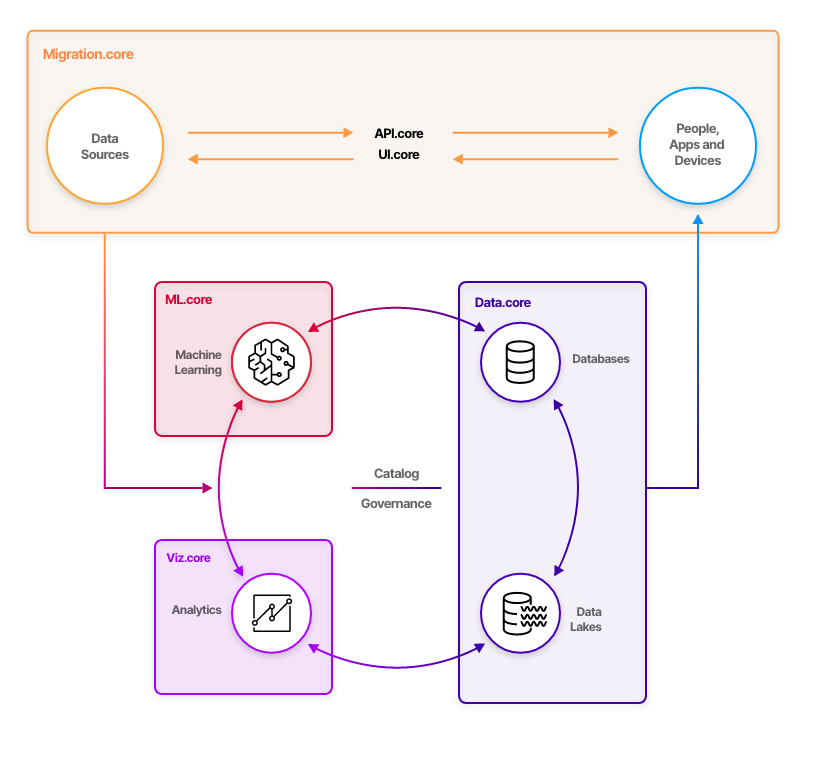 Migration.core
Data
Sources
API.core
UI.core
People,
Apps and
Devices
ML.core
Machine
Learning
Data.core
Databases
Catalog
Governance
Viz.core
Analytics
Data
Lakes